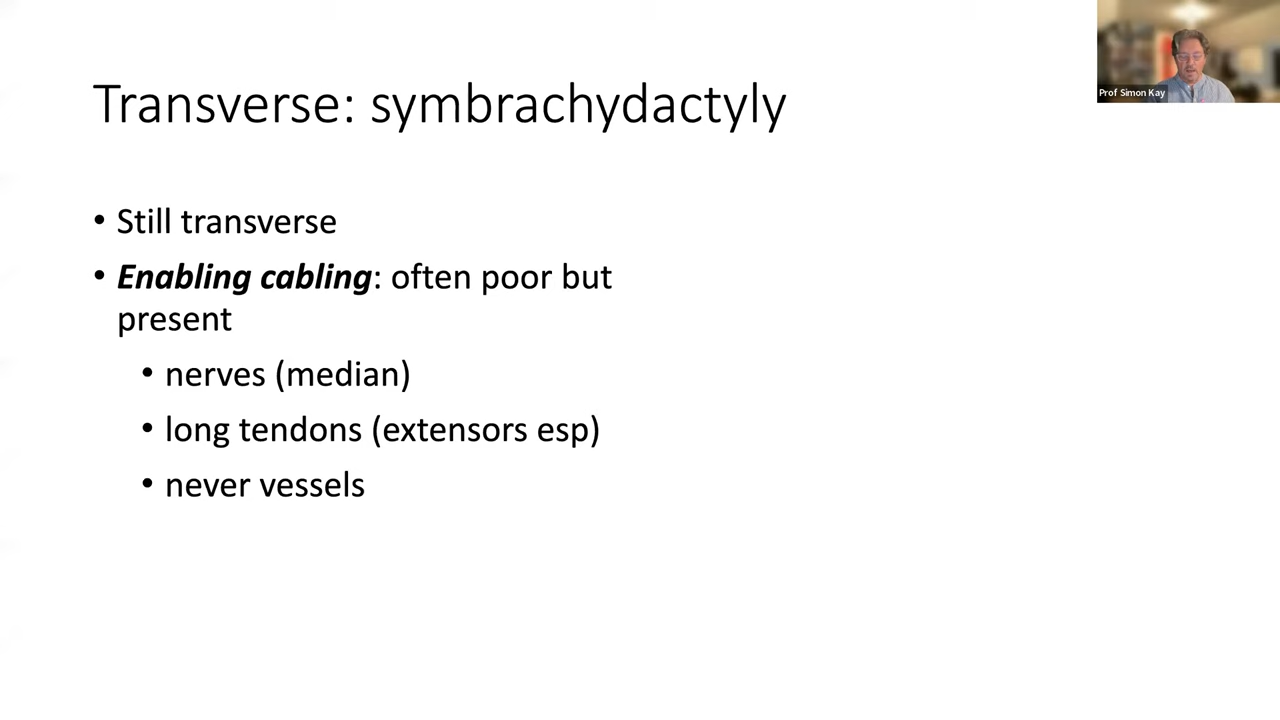 Prof Simon Kay
Transverse: symbrachydactyly
• Still transverse
• Enabling cabling: often poor but
present
• nerves (median)
• long tendons (extensors esp)
• never vessels